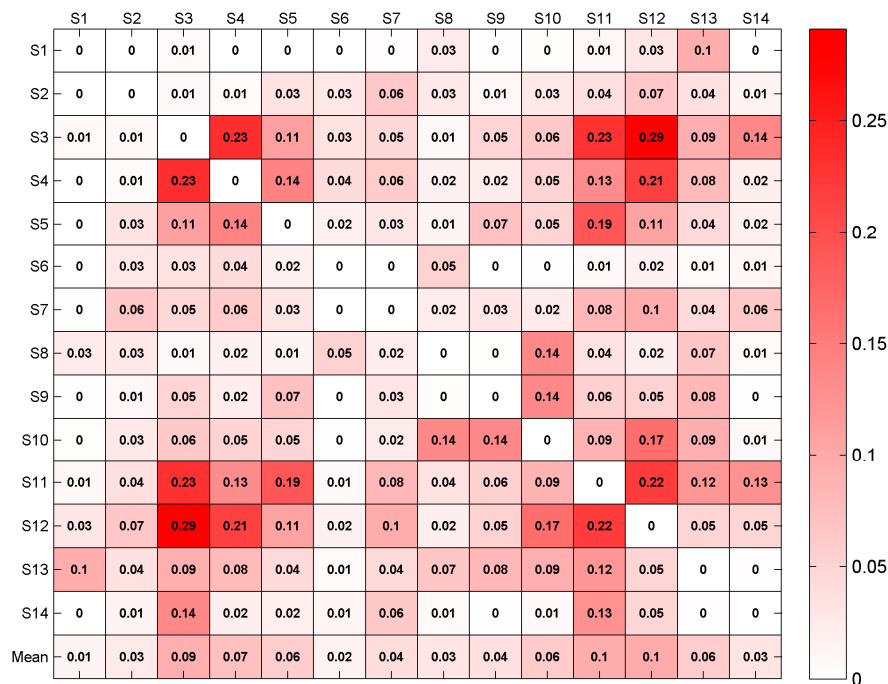 S1 S2 S3 S4 S5 S6 S7 S8 S9 S10 S11 S12 S13 S14
S1 0 0 0.01 0 0 0 0 0.03 0 0 0.01 0.03 0.1 0
S2 0 0 0.01 0.01 0.03 0.03 0.06 0.03 0.01 0.03 0.04 0.07 0.04 0.01
S3 0.01 0.01 0 0.23 0.11 0.03 0.05 0.01 0.05 0.06 0.23 0.29 0.09 0.14
S4 0 0.01 0.23 0 0.14 0.04 0.06 0.02 0.02 0.05 0.13 0.21 0.08 0.02
S5 0 0.03 0.11 0.14 0 0.02 0.03 0.01 0.07 0.05 0.19 0.11 0.04 0.02
S6 0 0.03 0.03 0.04 0.02 0 0 0.05 0 0 0.01 0.02 0.01 0.01
S7 0 0.06 0.05 0.06 0.03 0 0 0.02 0.03 0.02 0.08 0.1 0.04 0.06
S8 0.03 0.03 0.01 0.02 0.01 0.05 0.02 0 0 0.14 0.04 0.02 0.07 0.01
S9 0 0.01 0.05 0.02 0.07 0 0.03 0 0 0.14 0.06 0.05 0.08 0
S10 0 0.03 0.06 0.05 0.05 0 0.02 0.14 0.14 0 0.09 0.17 0.09 0.01
S11 0.01 0.04 0.23 0.13 0.19 0.01 0.08 0.04 0.06 0.09 0 0.22 0.12 0.13
S12 0.03 0.07 0.29 0.21 0.11 0.02 0.1 0.02 0.05 0.17 0.22 0 0.05 0.05
S13 0.1 0.04 0.09 0.08 0.04 0.01 0.04 0.07 0.08 0.09 0.12 0.05 0 0
S14 0 0.01 0.14 0.02 0.02 0.01 0.06 0.01 0 0.01 0.13 0.05 0 0
Mean 0.01 0.03 0.09 0.07 0.06 0.02 0.04 0.03 0.04 0.06 0.1 0.1 0.06 0.03
0.25
0.2
0.15
0.1
0.05
0